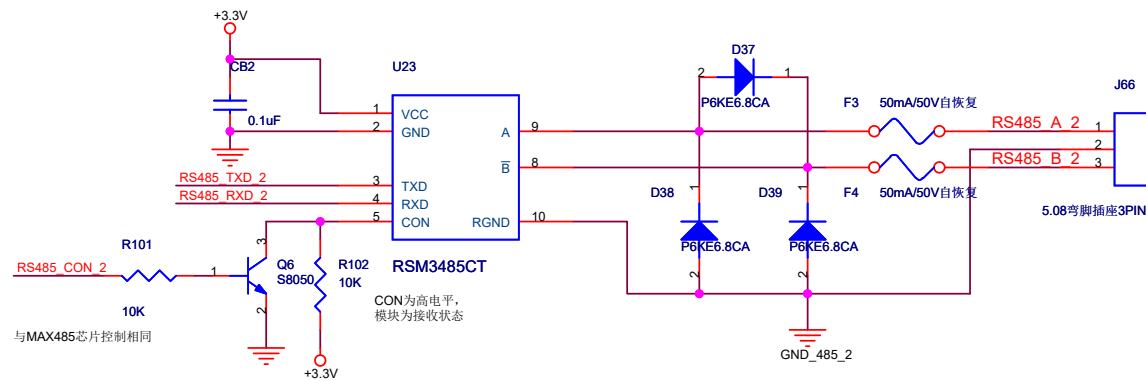 +3.3V
CB2
0.1uF
U23
1
VCC
2
GND
RS485_TXD_2
3
TXD
RS485_RXD_2
4
RXD
5
CON
A
9
B
8
RGND
10
RSM3485CT
D37
2
1
P6KE6.8CA
F3
50mA/50V自恢复
RS485_A_2
J66
1
2
RS485_B_2
3
F4
50mA/50V自恢复
5.08弯脚插座3PIN
D38
1
P6KE6.8CA
2
D39
1
P6KE6.8CA
2
GND_485_2
RS485_CON_2
R101
10K
1
3
Q6
S8050
2
R102
10K
+3.3V
CON为高电平，
模块为接收状态
与MAX485芯片控制相同